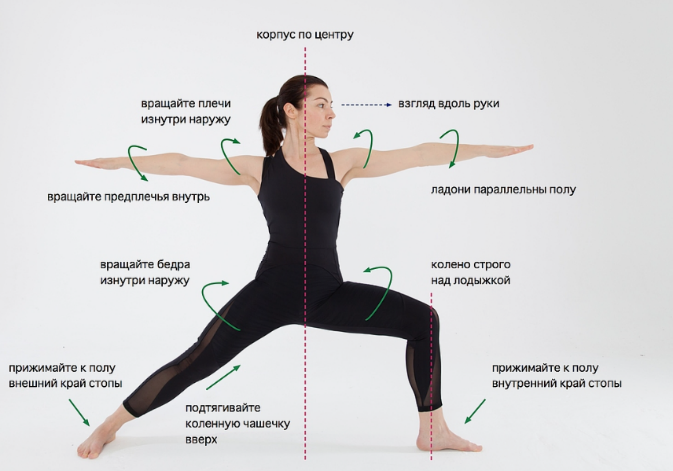 корпус по центру
вращайте плечи
изнутри наружу
взгляд вдоль руки
вращайте предплечья внутрь
ладони параллельны полу
вращайте бедра
изнутри наружу
колено строго
над лодыжкой
прижимайте к полу
внешний край стопы
прижимайте к полу
внутренний край стопы
подтягивайте
коленную чашечку
вверх